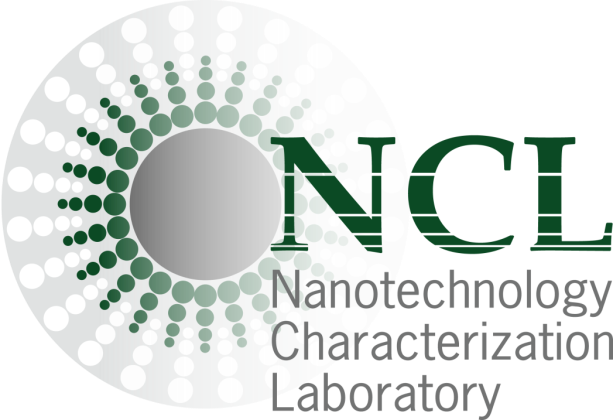 NCL
Nanotechnology
Characterization
Laboratory